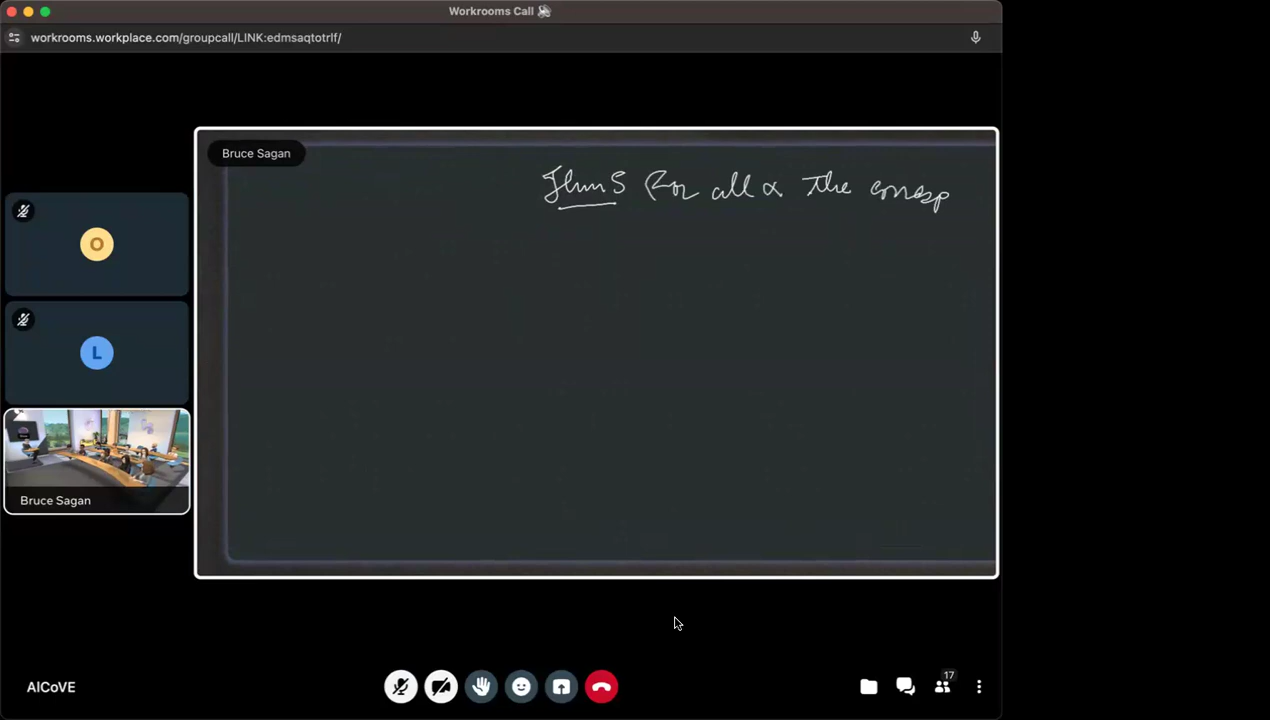 Workrooms Call
workrooms.workplace.com/groupcall/LINK:edmsaqtotrlf/
Bruce Sagan
Thm 5 For all α the corresp
O
L
Bruce Sagan
AICoVE
17